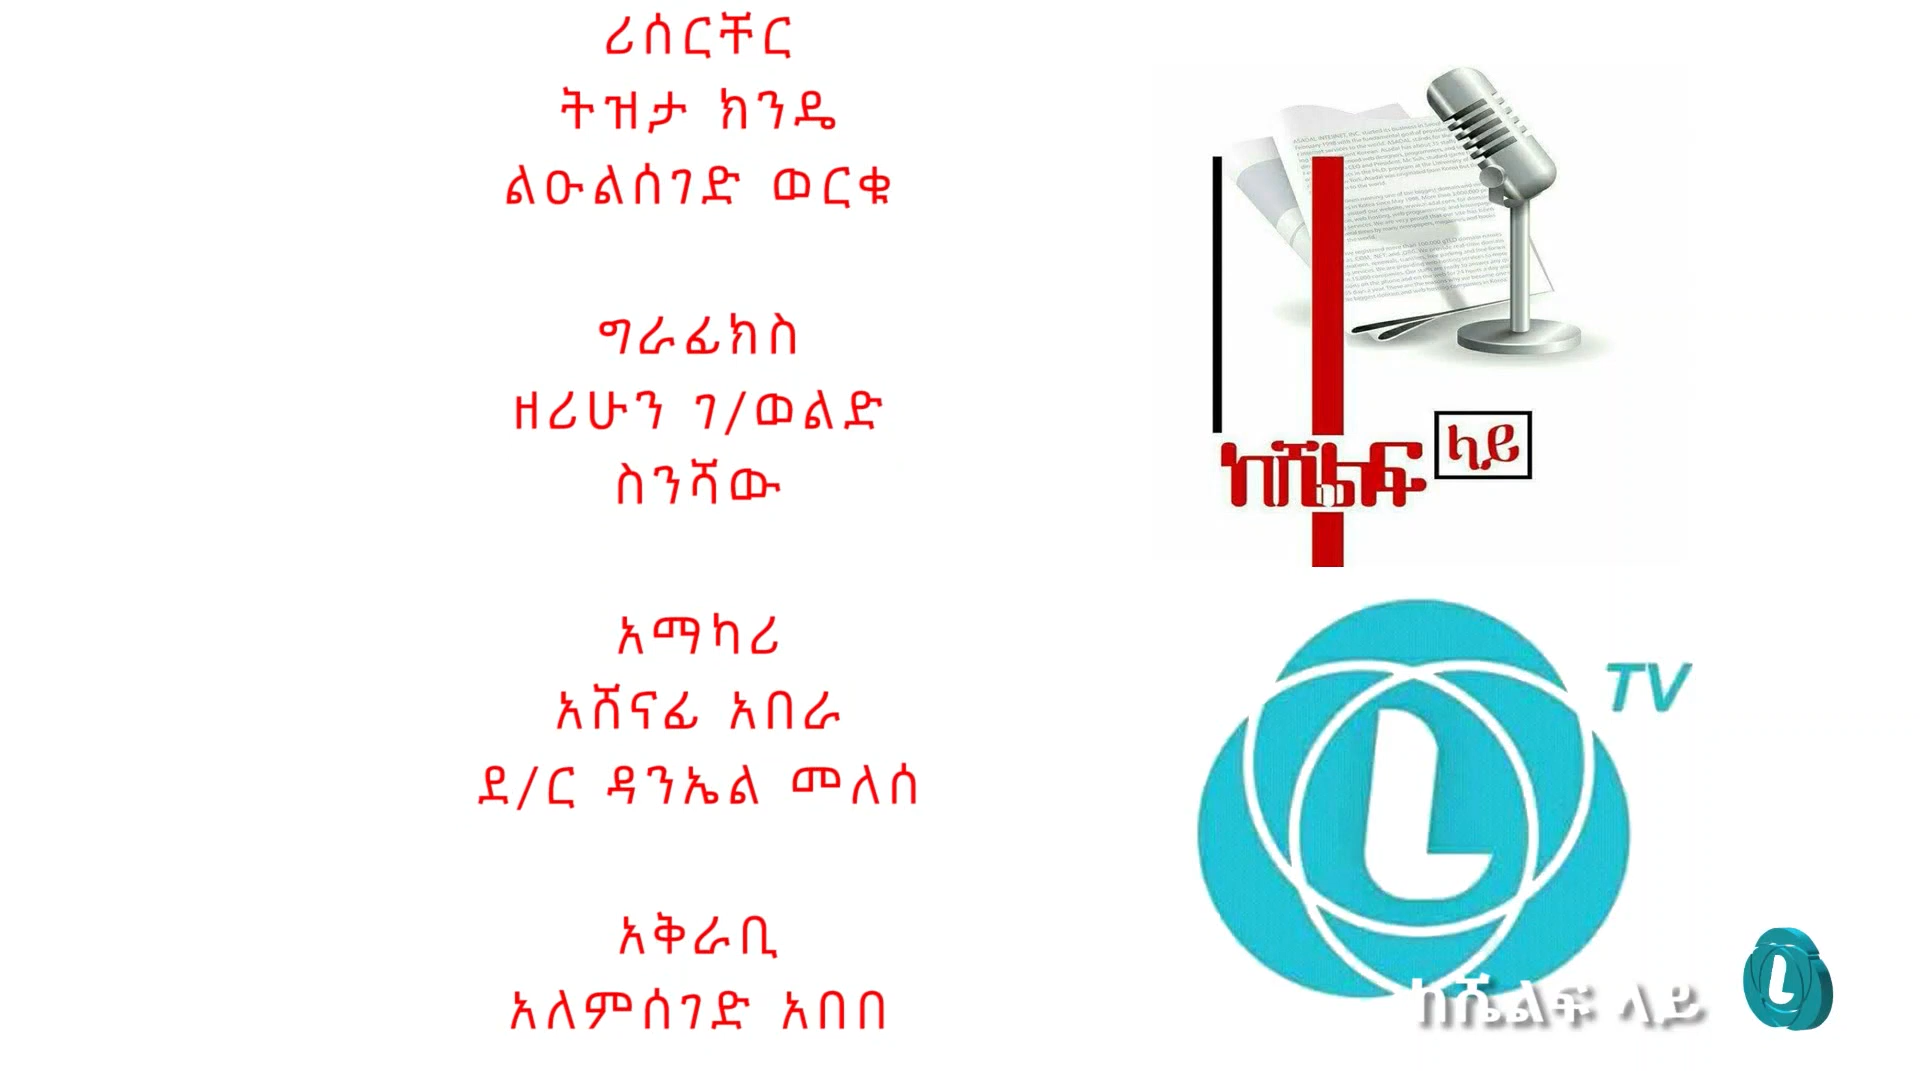 ሪሰርቸር
ትዝታ ክንዴ
ልዑልሰገድ ወርቁ
ግራፊክስ
ዘሪሁን ገ/ወልድ
ስንሻው
አማካሪ
አሸናፊ አበራ
ደ/ር ዳንኤል መለሰ
አቅራቢ
አለምሰገድ አበበ
ከሼልፍ
ላይ
TV
ከሼልፍ ላይ